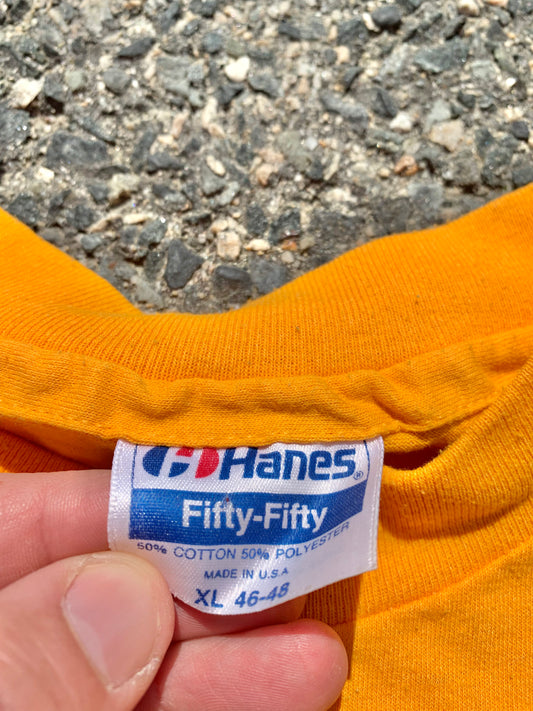 Hanes®
Fifty-Fifty
50% COTTON 50% POLYESTER
MADE IN U.S.A
XL 46-48